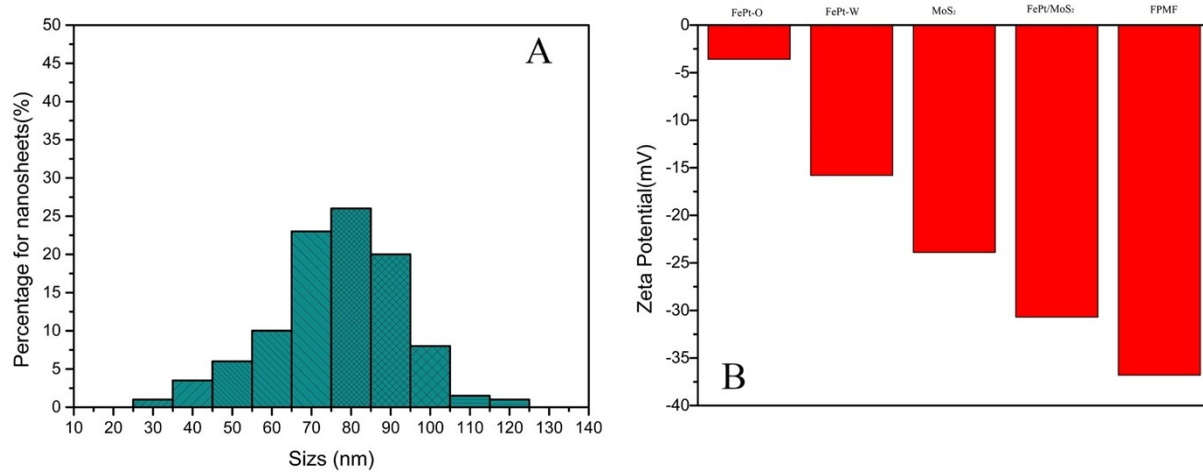 A
50
45
40
35
30
25
20
15
10
5
0
Percentage for nanosheets(%)
10 20 30 40 50 60 70 80 90 100 110 120 130 140
Sizs (nm)
FePt-O FePt-W MoS₂ FePt/MoS₂ FPMF
0
-5
-10
-15
-20
-25
-30
-35
-40
Zeta Potential(mV)
B